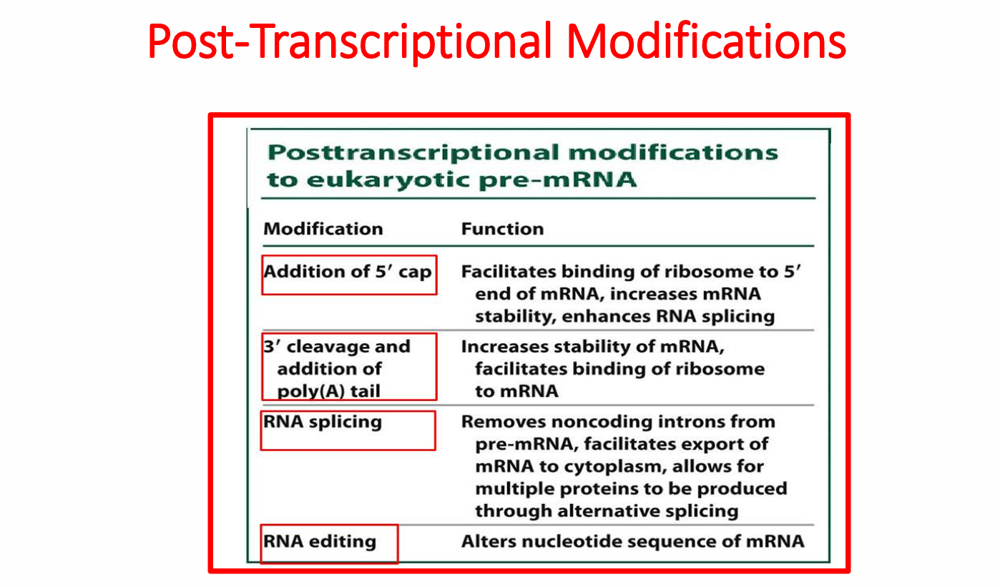 Post-Transcriptional Modifications
Posttranscriptional modifications
to eukaryotic pre-mRNA
Modification Function
Addition of 5′ cap Facilitates binding of ribosome to 5′
end of mRNA, increases mRNA
stability, enhances RNA splicing
3′ cleavage and Increases stability of mRNA,
addition of facilitates binding of ribosome
poly(A) tail to mRNA
RNA splicing Removes noncoding introns from
pre-mRNA, facilitates export of
mRNA to cytoplasm, allows for
multiple proteins to be produced
through alternative splicing
RNA editing Alters nucleotide sequence of mRNA